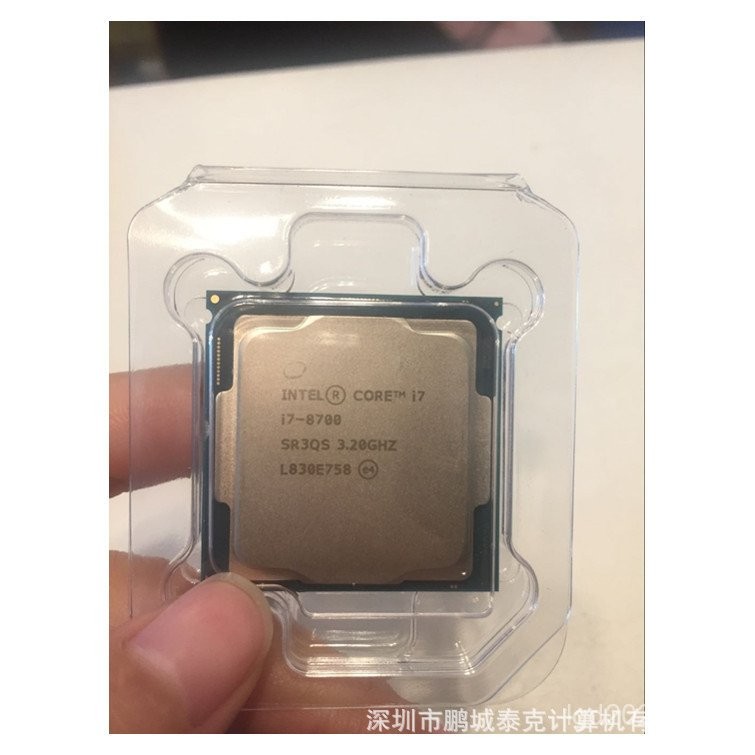 INTEL® CORE™ i7
i7-8700
SR3QS 3.20GHZ
L830E758 e4
深圳市鹏城泰克计算机有